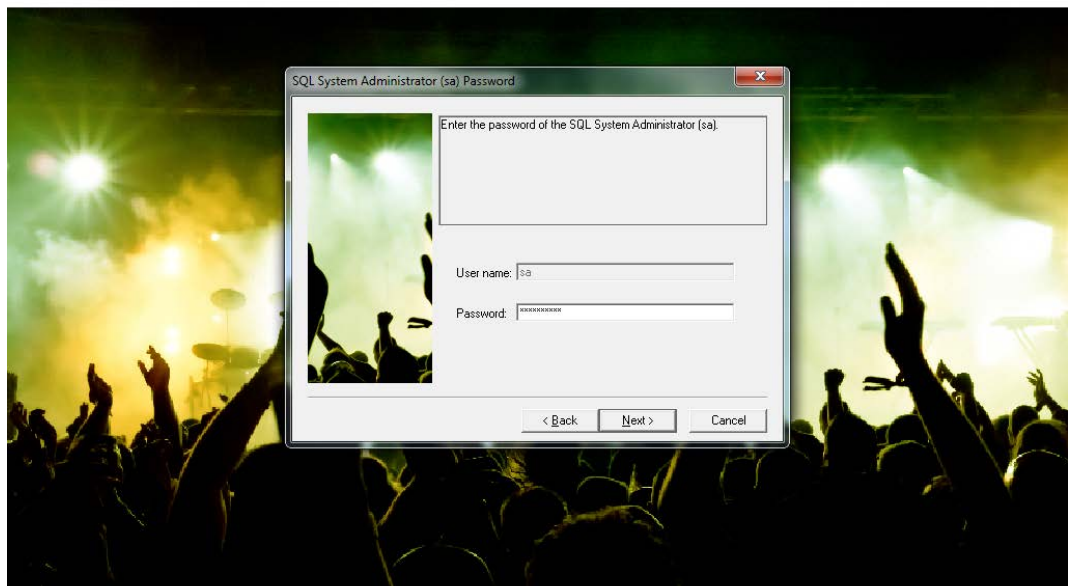 SQL System Administrator (sa) Password
Enter the password of the SQL System Administrator (sa).
User name: sa
Password: **********
< Back Next > Cancel